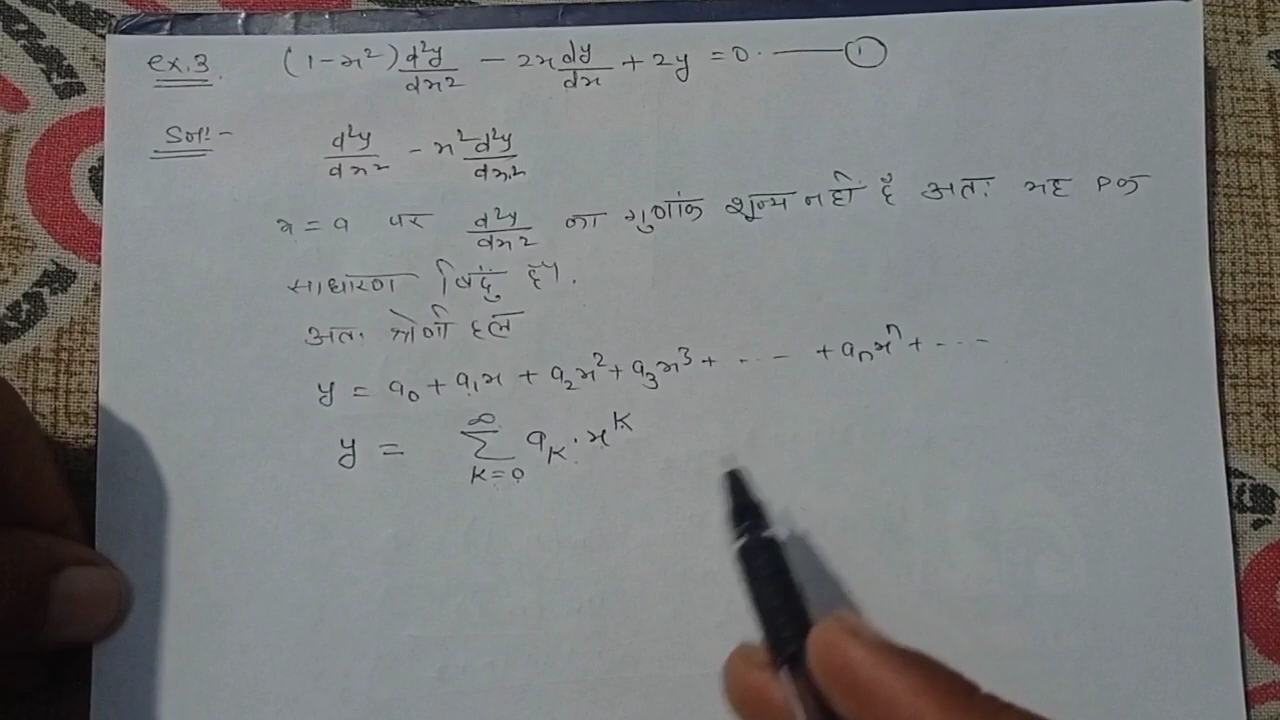 ex.3. (1-x²) d²y/dx² - 2x dy/dx + 2y = 0. —— ①
Sol:- d²y/dx² - x² d²y/dx²
x = 0 पर d²y/dx² का गुणांक शून्य नहीं है अतः यह एक
साधारण बिंदु है।
अतः श्रेणी हल
y = a₀ + a₁x + a₂x² + a₃x³ + ---- + aₙxⁿ + ---
y = ∑_{k=0}^{∞} a_k . x^k